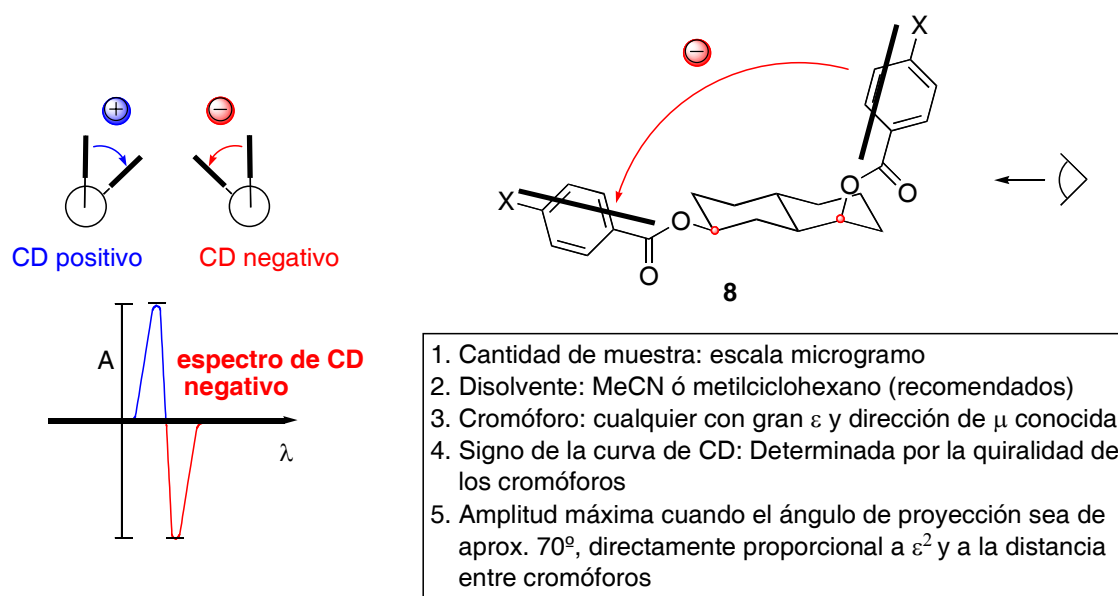 +
−
CD positivo
CD negativo
A
espectro de CD
negativo
λ
−
X
O
O
X
O
O
8
1. Cantidad de muestra: escala microgramo
2. Disolvente: MeCN ó metilciclohexano (recomendados)
3. Cromóforo: cualquier con gran ε y dirección de μ conocida
4. Signo de la curva de CD: Determinada por la quiralidad de
los cromóforos
5. Amplitud máxima cuando el ángulo de proyección sea de
aprox. 70º, directamente proporcional a ε² y a la distancia
entre cromóforos